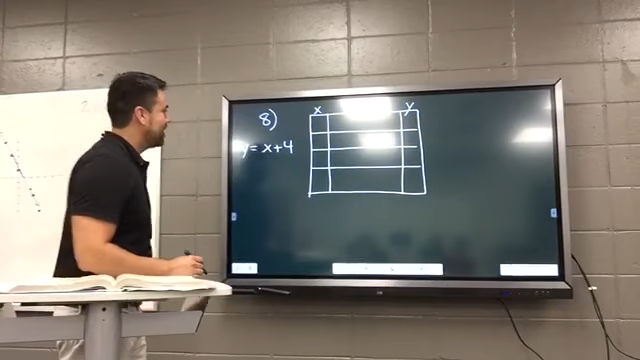 8)
x y
y = x+4